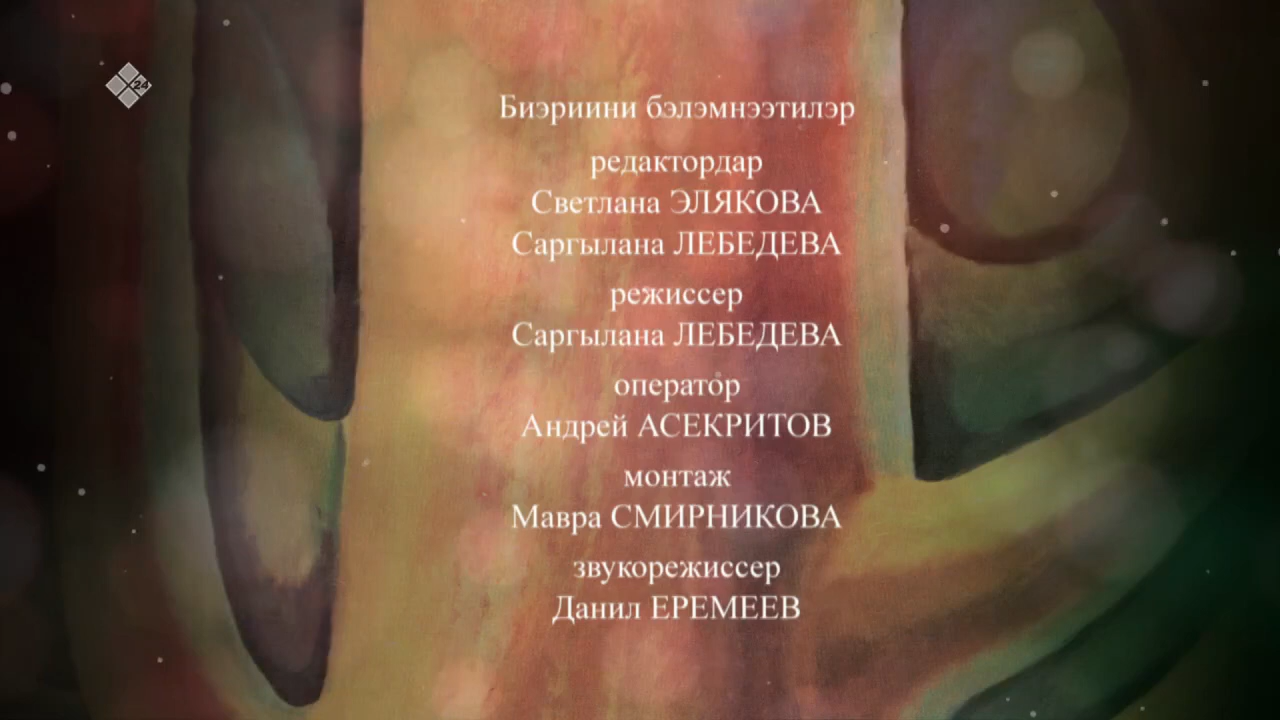 X24
Биэриини бэлэмнээтилэр
редактордар
Светлана ЭЛЯКОВА
Саргылана ЛЕБЕДЕВА
режиссер
Саргылана ЛЕБЕДЕВА
оператор
Андрей АСЕКРИТОВ
монтаж
Мавра СМИРНИКОВА
звукорежиссер
Данил ЕРЕМЕЕВ